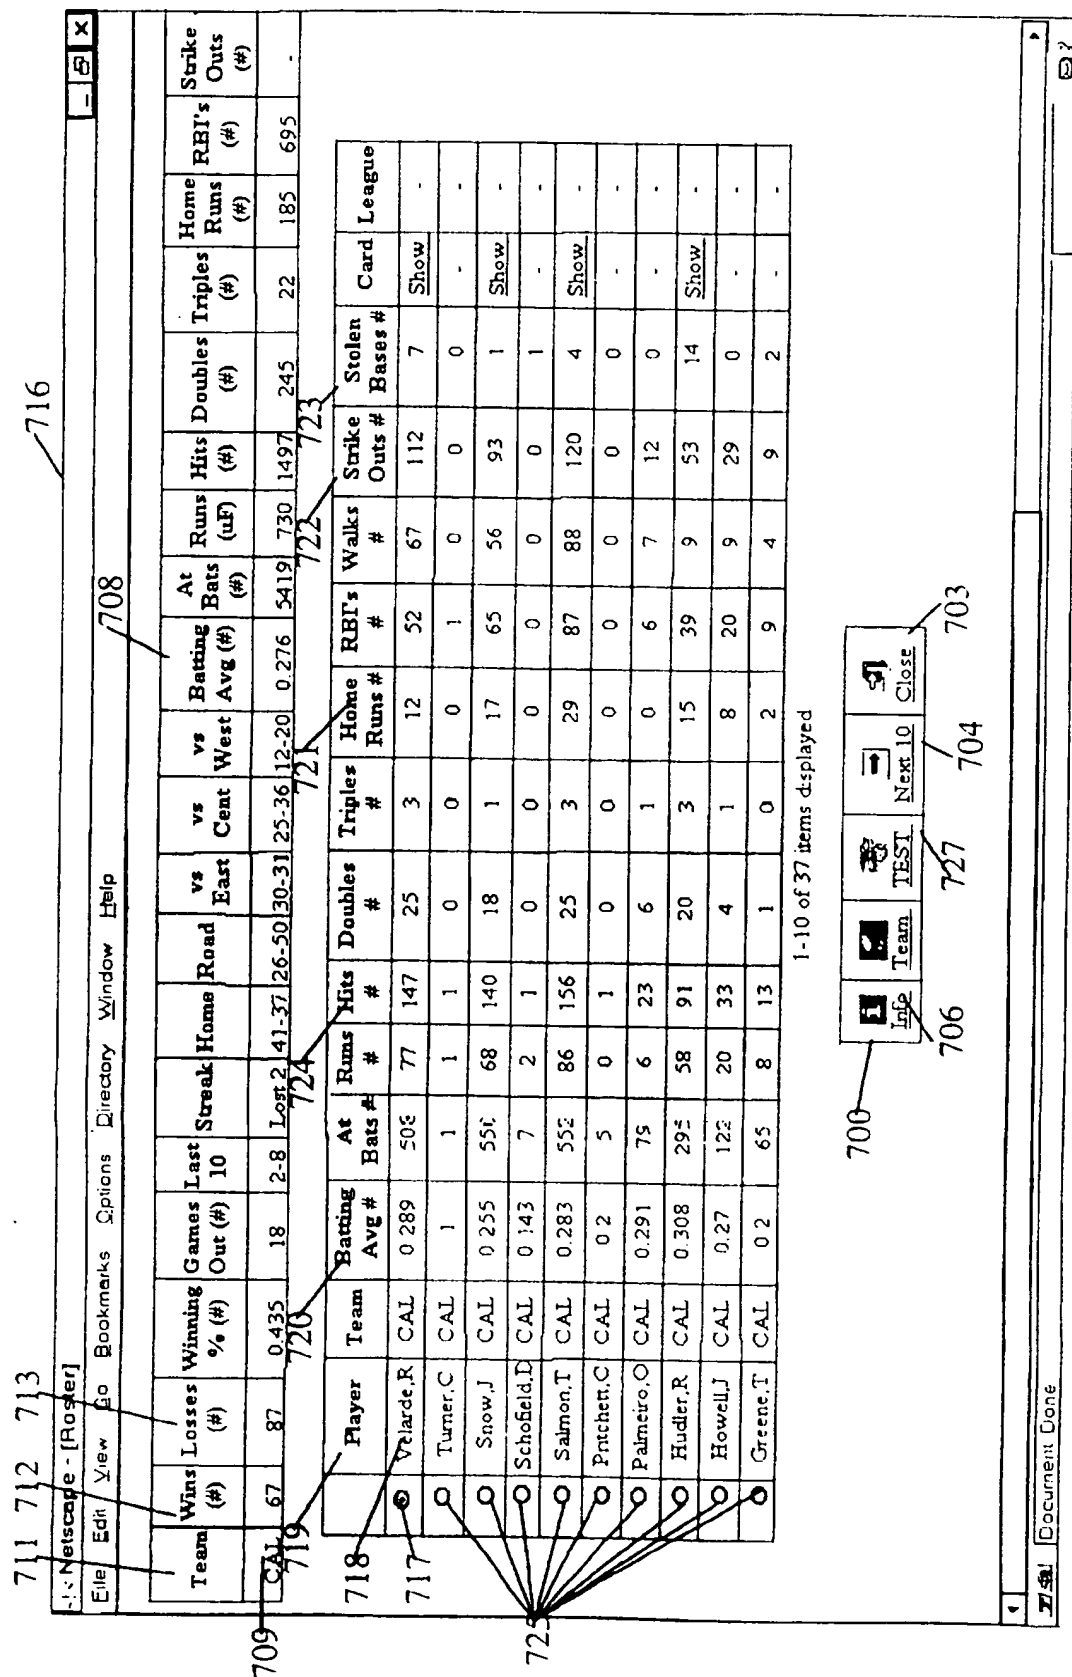 716
711 712 713
Netscape - [Roster]
File Edit View Go Bookmarks Options Directory Window Help
708
Team Wins (#) Losses (#) Winning % (#) Games Out (#) Last 10 Streak Home Road vs East vs Cent vs West Batting Avg (#) At Bats (#) Runs (uF) Hits (#) Doubles (#) Triples (#) Home Runs (#) RBI's (#) Strike Outs (#)
CAL 67 87 0.435 18 2-8 Lost 2 41-37 26-50 30-31 25-36 12-20 0.276 5419 730 1497 245 22 185 695 -
709 719 720 724 721 722 723
Player Team Batting Avg # At Bats # Runs # Hits # Doubles # Triples # Home Runs # RBI's # Walks # Strike Outs # Stolen Bases # Card League
Velarde,R CAL 0 289 77 147 25 3 12 52 67 112 7 Show -
Turner,C CAL 1 1 1 1 0 0 0 1 0 0 0 - -
Snow,J CAL 0 255 68 140 18 1 17 65 56 93 1 Show -
Schofield,D CAL 0 143 7 2 1 0 0 0 0 0 0 1 - -
Salmon,T CAL 0.283 552 86 156 25 3 29 87 88 120 4 Show -
Pritchett,C CAL 0 2 5 0 1 0 0 0 0 0 0 0 - -
Palmeiro,O CAL 0.291 6 23 6 1 0 6 7 12 0 - -
Hudler,R CAL 0.308 58 91 20 3 15 39 9 53 14 Show -
Howell,J CAL 0.27 20 33 4 1 8 20 9 29 0 - -
Greene,T CAL 0 2 65 8 13 1 0 2 9 4 9 2 - -
718 717 725
1-10 of 37 items displayed
Info Team TEST Next 10 Close
700 706 727 704 703
Document Done